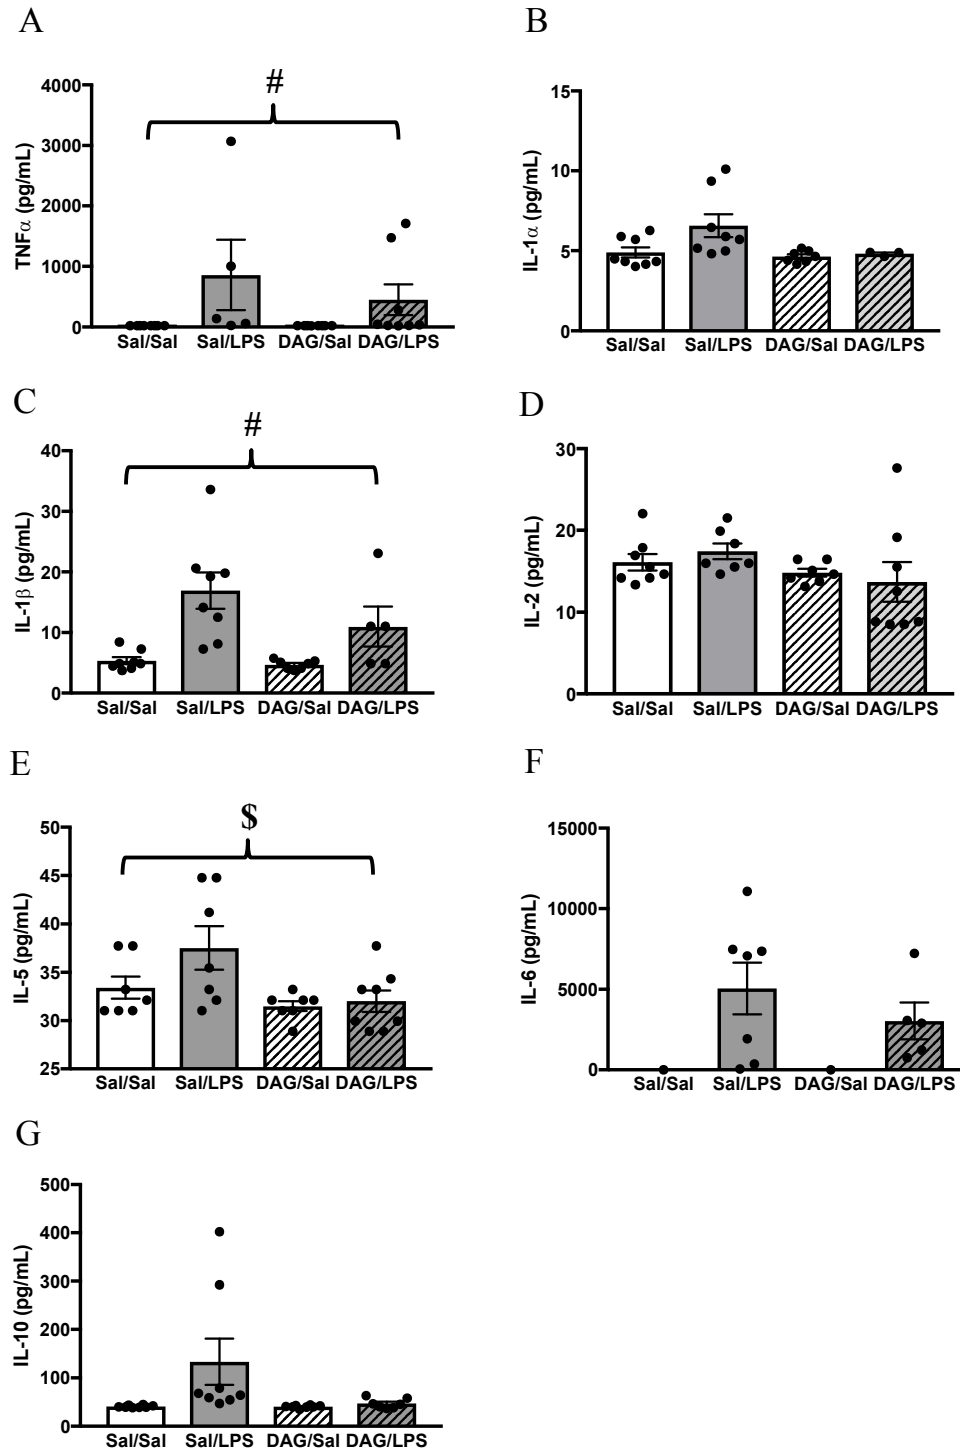 A
#
4000
3000
2000
1000
0
TNFα (pg/mL)
Sal/Sal Sal/LPS DAG/Sal DAG/LPS
B
15
10
5
0
IL-1α (pg/mL)
Sal/Sal Sal/LPS DAG/Sal DAG/LPS
C
#
40
30
20
10
0
IL-1β (pg/mL)
Sal/Sal Sal/LPS DAG/Sal DAG/LPS
D
30
20
10
0
IL-2 (pg/mL)
Sal/Sal Sal/LPS DAG/Sal DAG/LPS
E
$
50
45
40
35
30
25
IL-5 (pg/mL)
Sal/Sal Sal/LPS DAG/Sal DAG/LPS
F
15000
10000
5000
0
IL-6 (pg/mL)
Sal/Sal Sal/LPS DAG/Sal DAG/LPS
G
500
400
300
200
100
0
IL-10 (pg/mL)
Sal/Sal Sal/LPS DAG/Sal DAG/LPS